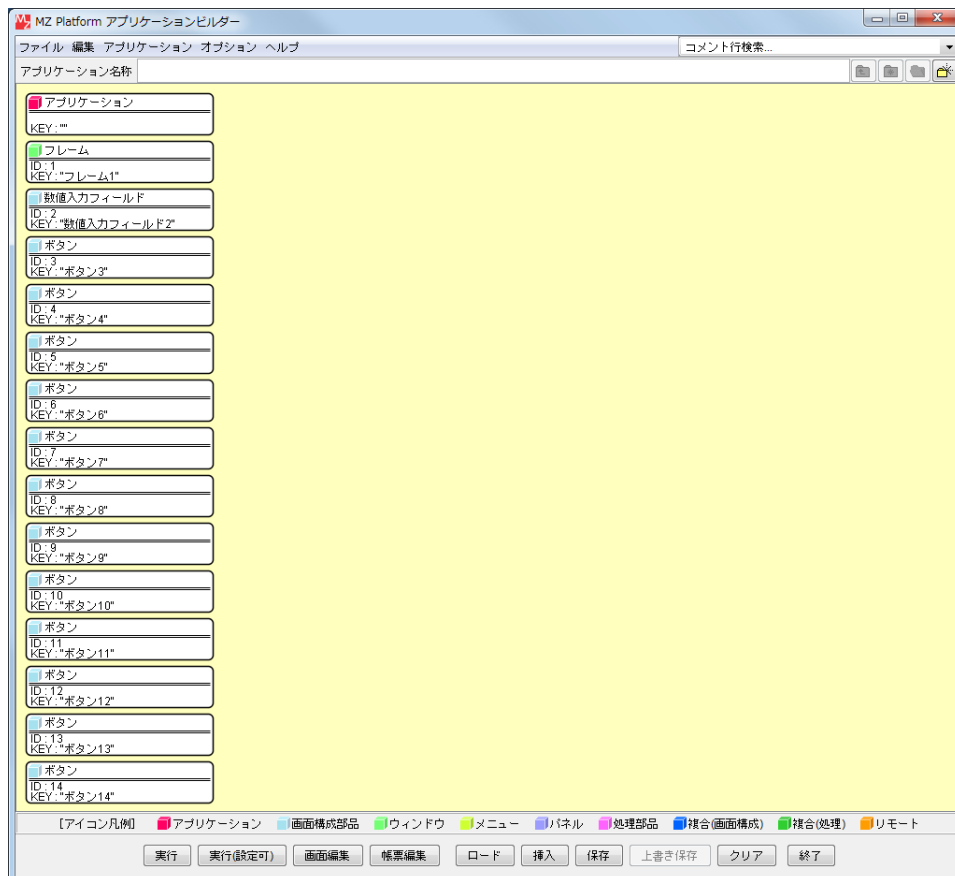 MZ Platform アプリケーションビルダー
ファイル 編集 アプリケーション オプション ヘルプ コメント行検索...
アプリケーション名称
アプリケーション
KEY:""
フレーム
ID:1
KEY:"フレーム1"
数値入力フィールド
ID:2
KEY:"数値入力フィールド2"
ボタン
ID:3
KEY:"ボタン3"
ボタン
ID:4
KEY:"ボタン4"
ボタン
ID:5
KEY:"ボタン5"
ボタン
ID:6
KEY:"ボタン6"
ボタン
ID:7
KEY:"ボタン7"
ボタン
ID:8
KEY:"ボタン8"
ボタン
ID:9
KEY:"ボタン9"
ボタン
ID:10
KEY:"ボタン10"
ボタン
ID:11
KEY:"ボタン11"
ボタン
ID:12
KEY:"ボタン12"
ボタン
ID:13
KEY:"ボタン13"
ボタン
ID:14
KEY:"ボタン14"
[アイコン凡例] アプリケーション 画面構成部品 ウィンドウ メニュー パネル 処理部品 複合(画面構成) 複合(処理) リモート
実行 実行(設定可) 画面編集 帳票編集 ロード 挿入 保存 上書き保存 クリア 終了